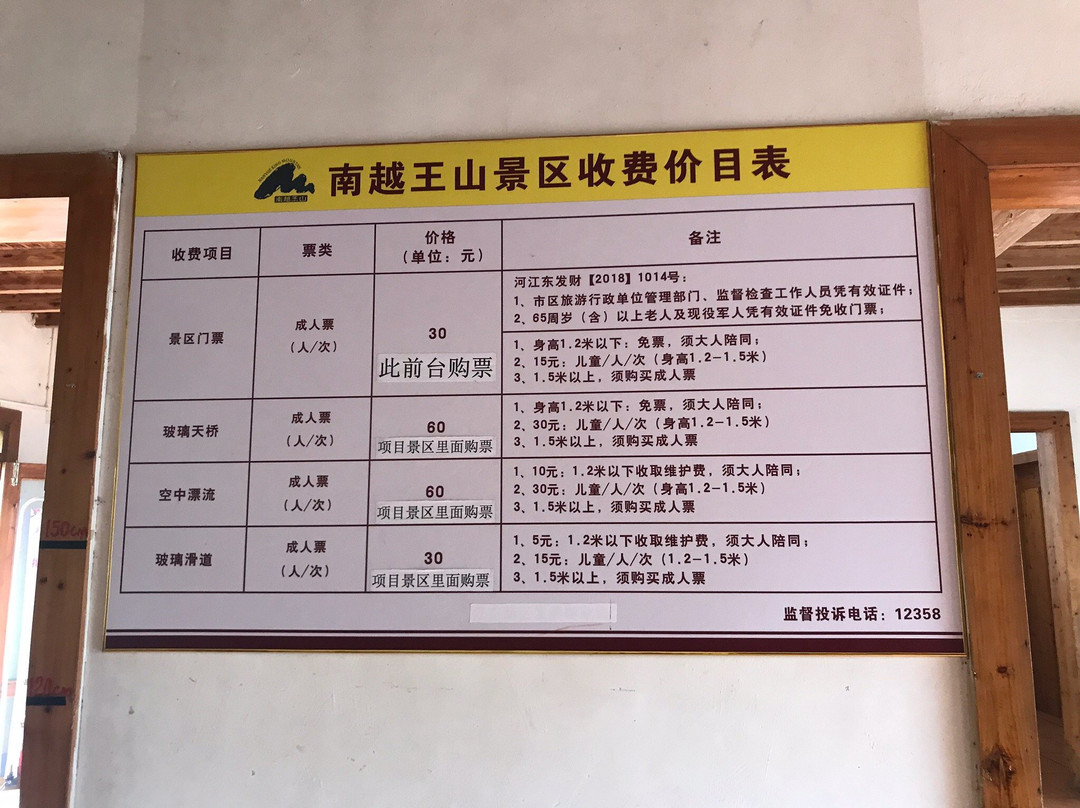 南越王山
南越王山景区收费价目表
收费项目
票类
价格
（单位：元）
备注
景区门票
成人票
（人/次）
30
此前台购票
河江东发财【2018】1014号：
1、市区旅游行政单位管理部门、监督检查工作人员凭有效证件；
2、65周岁（含）以上老人及现役军人凭有效证件免收门票；
1、身高1.2米以下：免票，须大人陪同；
2、15元：儿童/人/次（身高1.2-1.5米）
3、1.5米以上，须购买成人票
玻璃天桥
成人票
（人/次）
60
项目景区里面购票
1、身高1.2米以下：免票，须大人陪同；
2、30元：儿童/人/次（身高1.2-1.5米）
3、1.5米以上，须购买成人票
空中漂流
成人票
（人/次）
60
项目景区里面购票
1、10元：1.2米以下收取维护费，须大人陪同；
2、30元：儿童/人/次（身高1.2-1.5米）
3、1.5米以上，须购买成人票
玻璃滑道
成人票
（人/次）
30
项目景区里面购票
1、5元：1.2米以下收取维护费，须大人陪同；
2、15元：儿童/人/次（1.2-1.5米）
3、1.5米以上，须购买成人票
监督投诉电话：12358
150cm
120cm